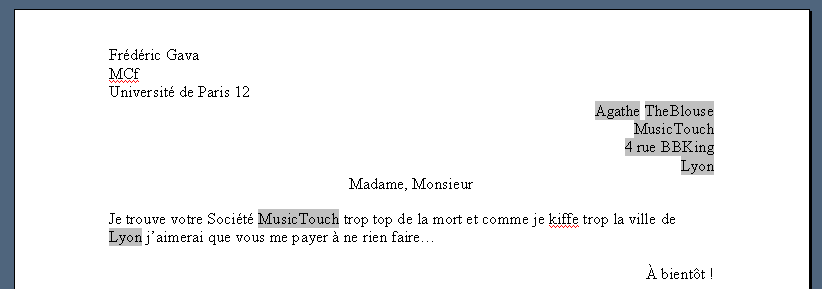 Frédéric Gava
MCf
Université de Paris 12
Agathe TheBlouse
MusicTouch
4 rue BBKing
Lyon
Madame, Monsieur
Je trouve votre Société MusicTouch trop top de la mort et comme je kiffe trop la ville de
Lyon j’aimerai que vous me payer à ne rien faire…
À bientôt !